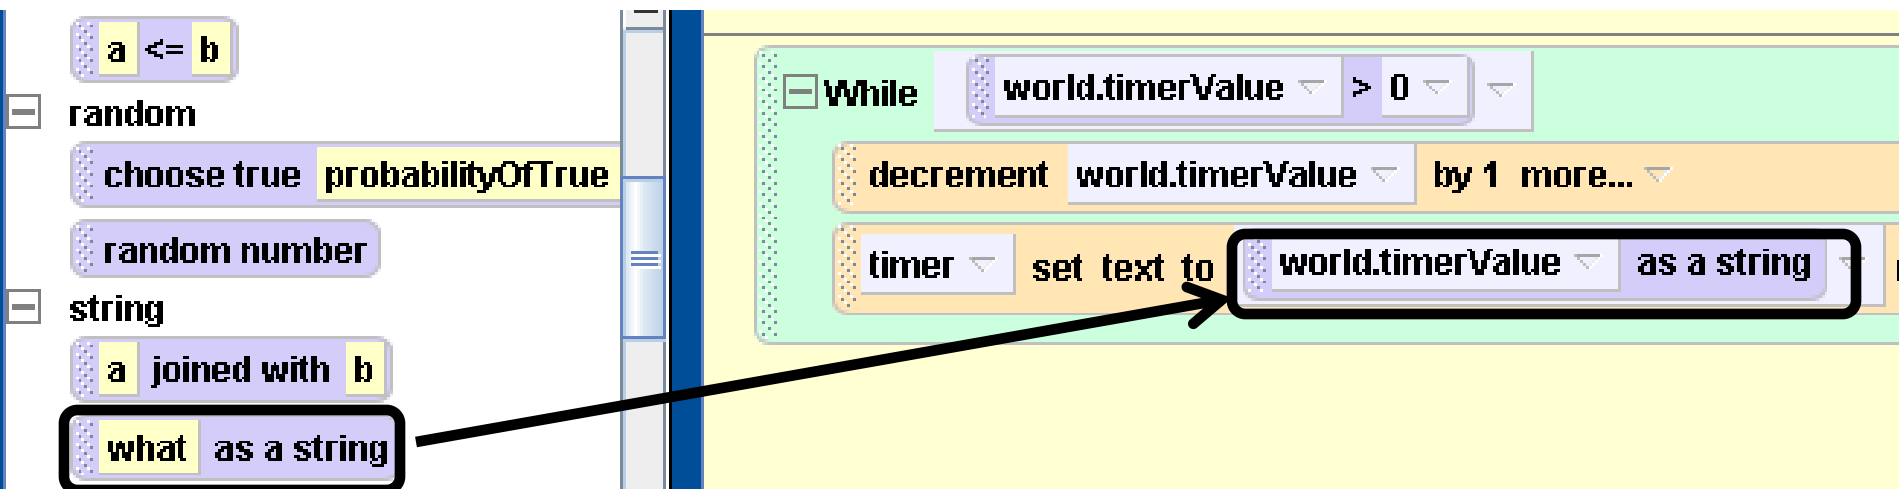 a <= b
random
choose true probabilityOfTrue
random number
string
a joined with b
what as a string
While world.timerValue > 0
decrement world.timerValue by 1 more...
timer set text to world.timerValue as a string